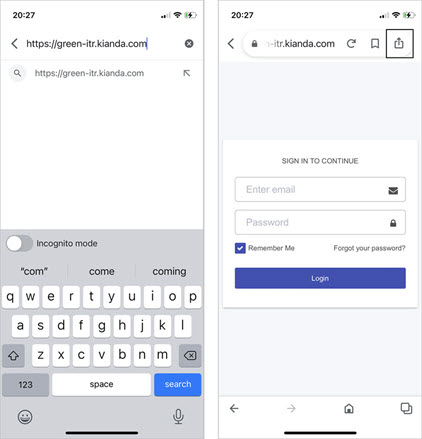 20:27
https://green-itr.kianda.com
https://green-itr.kianda.com
Incognito mode
"com" come coming
q w e r t y u i o p
a s d f g h j k l
z x c v b n m
123 space search
20:27
-itr.kianda.com
SIGN IN TO CONTINUE
Enter email
Password
Remember Me Forgot your password?
Login